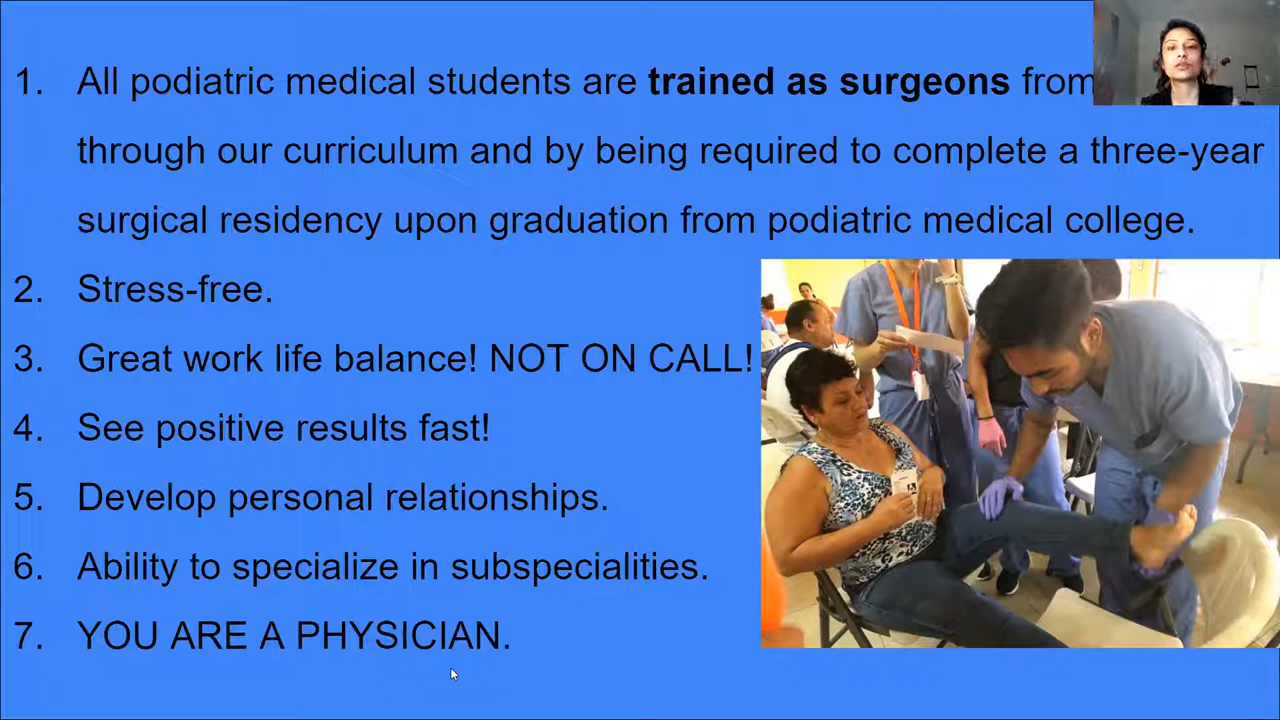 1. All podiatric medical students are trained as surgeons from
through our curriculum and by being required to complete a three-year
surgical residency upon graduation from podiatric medical college.
2. Stress-free.
3. Great work life balance! NOT ON CALL!
4. See positive results fast!
5. Develop personal relationships.
6. Ability to specialize in subspecialities.
7. YOU ARE A PHYSICIAN.